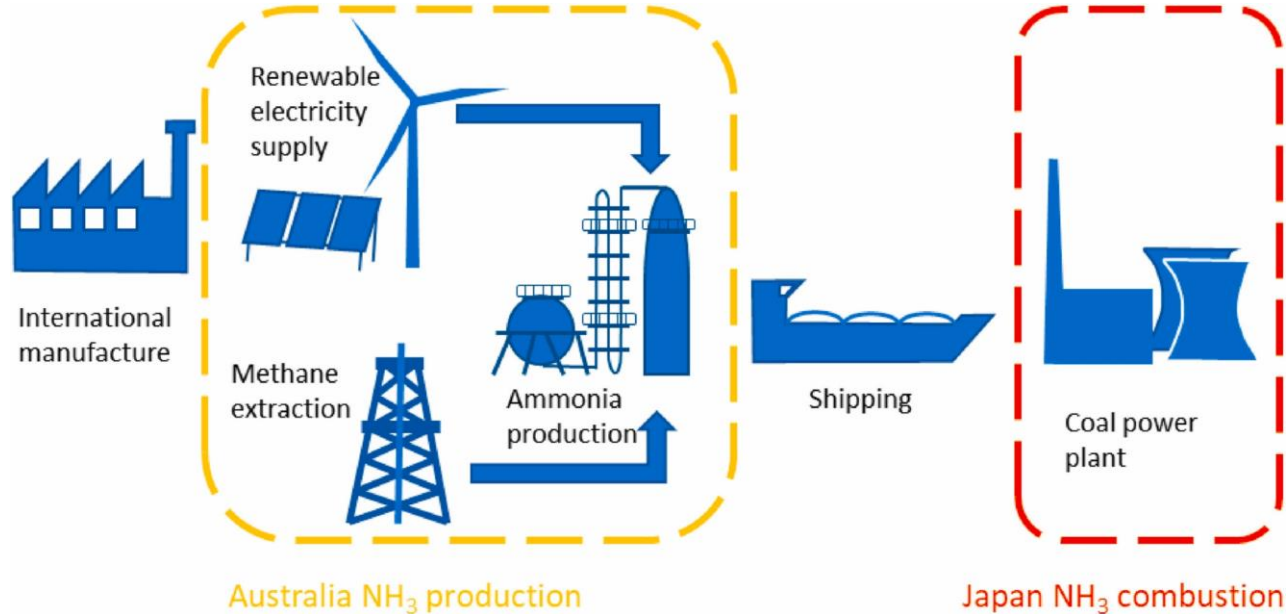 Renewable
electricity
supply
International
manufacture
Methane
extraction
Ammonia
production
Shipping
Coal power
plant
Australia NH₃ production
Japan NH₃ combustion